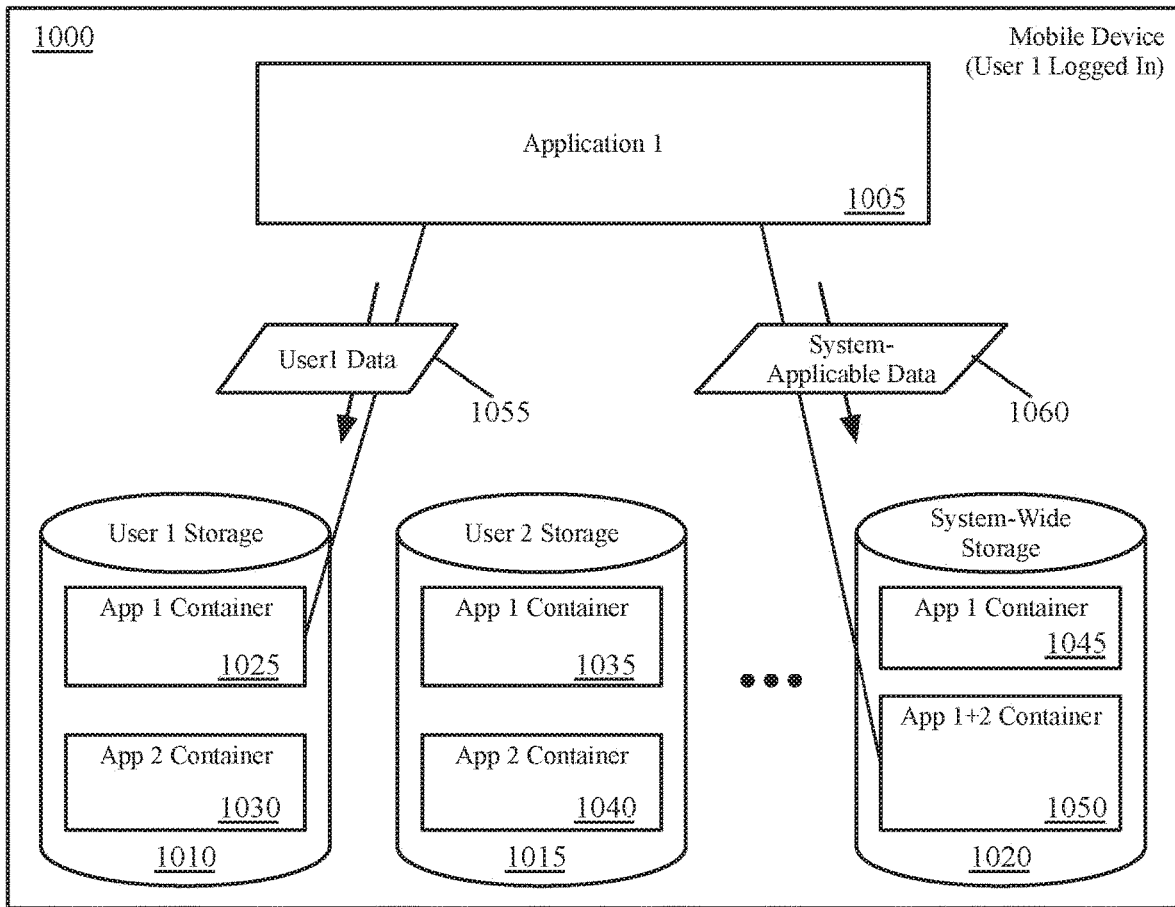 1000
Mobile Device
(User 1 Logged In)
Application 1
1005
User1 Data
System-
Applicable Data
1055
1060
User 1 Storage
User 2 Storage
System-Wide
Storage
App 1 Container
1025
App 1 Container
1035
App 1 Container
1045
App 2 Container
1030
App 2 Container
1040
App 1+2 Container
1050
1010
1015
1020